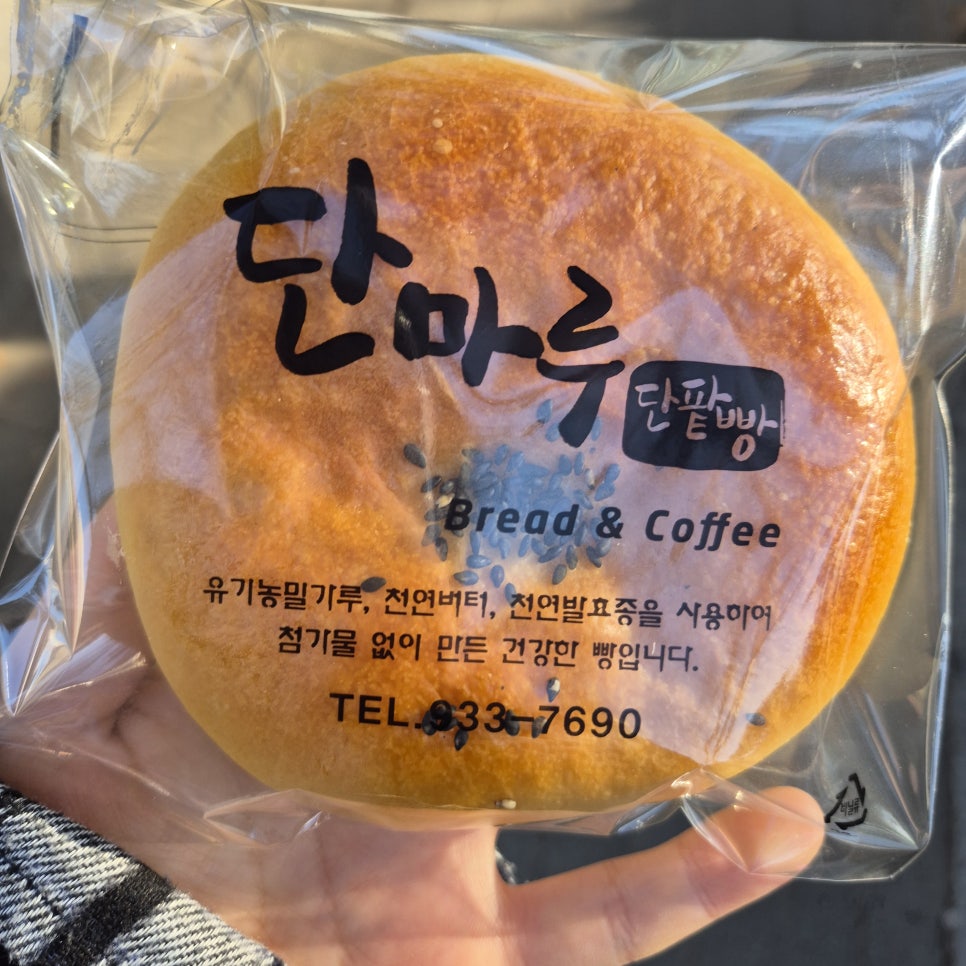 단마루
단팥빵
Bread & Coffee
유기농밀가루, 천연버터, 천연발효종을 사용하여
첨가물 없이 만든 건강한 빵입니다.
TEL.933-7690